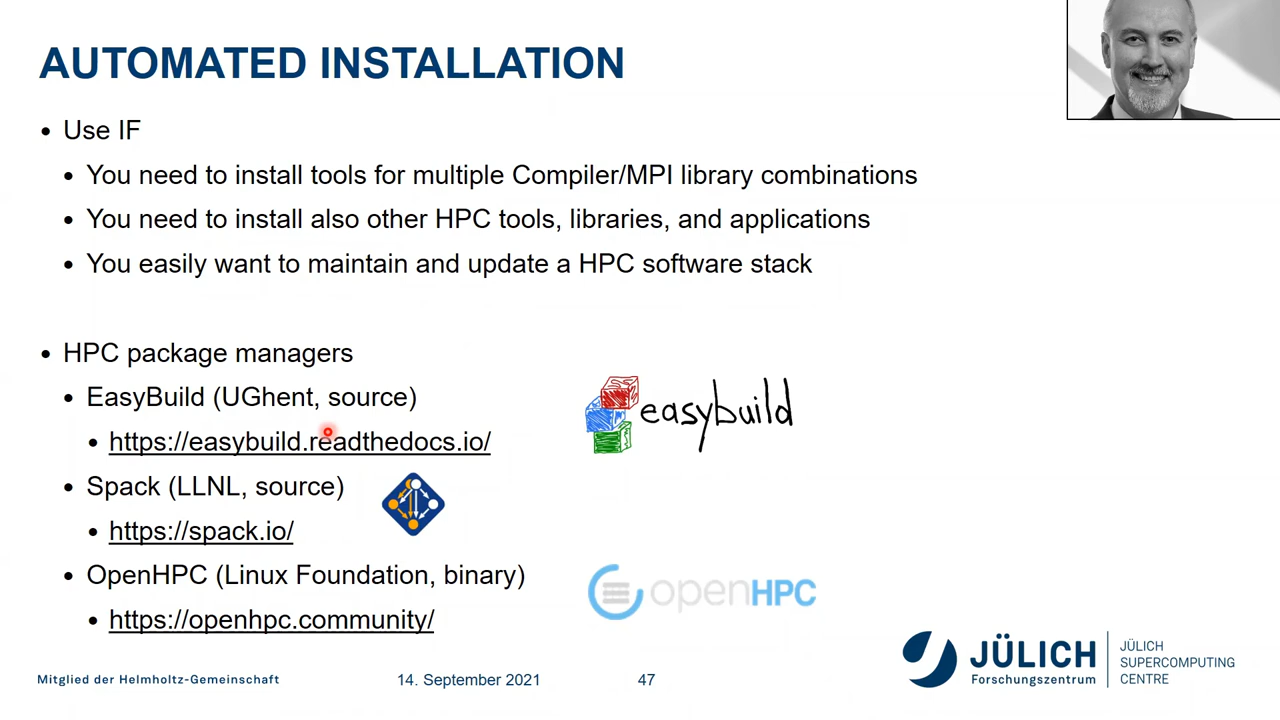 AUTOMATED INSTALLATION
• Use IF
• You need to install tools for multiple Compiler/MPI library combinations
• You need to install also other HPC tools, libraries, and applications
• You easily want to maintain and update a HPC software stack
• HPC package managers
• EasyBuild (UGhent, source)
• https://easybuild.readthedocs.io/
easybuild
• Spack (LLNL, source)
• https://spack.io/
• OpenHPC (Linux Foundation, binary)
openHPC
• https://openhpc.community/
Mitglied der Helmholtz-Gemeinschaft
14. September 2021
47
JÜLICH
Forschungszentrum
JÜLICH
SUPERCOMPUTING
CENTRE